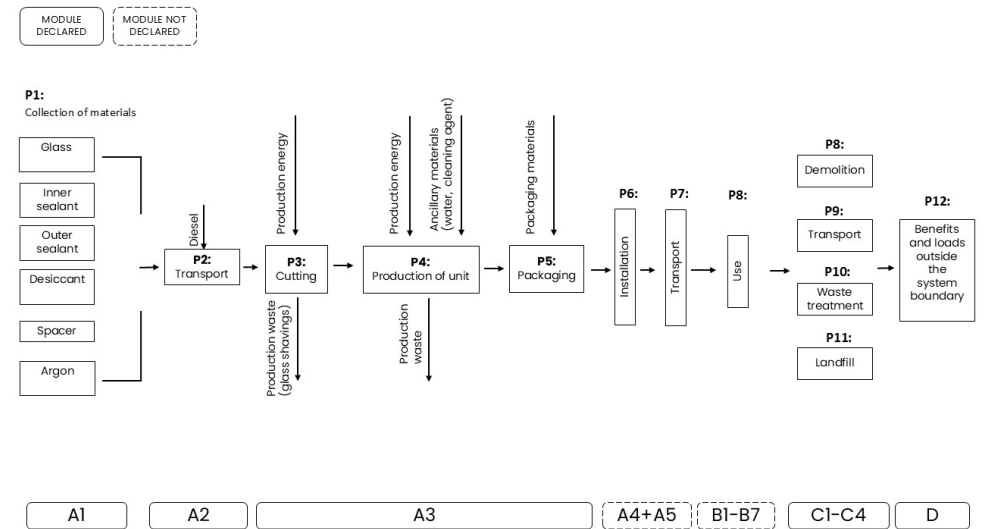 MODULE
DECLARED
MODULE NOT
DECLARED
P1:
Collection of materials
Glass
Inner
sealant
Outer
sealant
Desiccant
Spacer
Argon
Diesel
P2:
Transport
Production energy
P3:
Cutting
Production waste
(glass shavings)
Production energy
Ancillary materials
(water, cleaning agent)
P4:
Production of unit
Production
waste
Packaging materials
P5:
Packaging
P6:
Installation
P7:
Transport
P8:
Use
P8:
Demolition
P9:
Transport
P10:
Waste
treatment
P11:
Landfill
P12:
Benefits
and loads
outside
the
system
boundary
A1
A2
A3
A4+A5
B1-B7
C1-C4
D